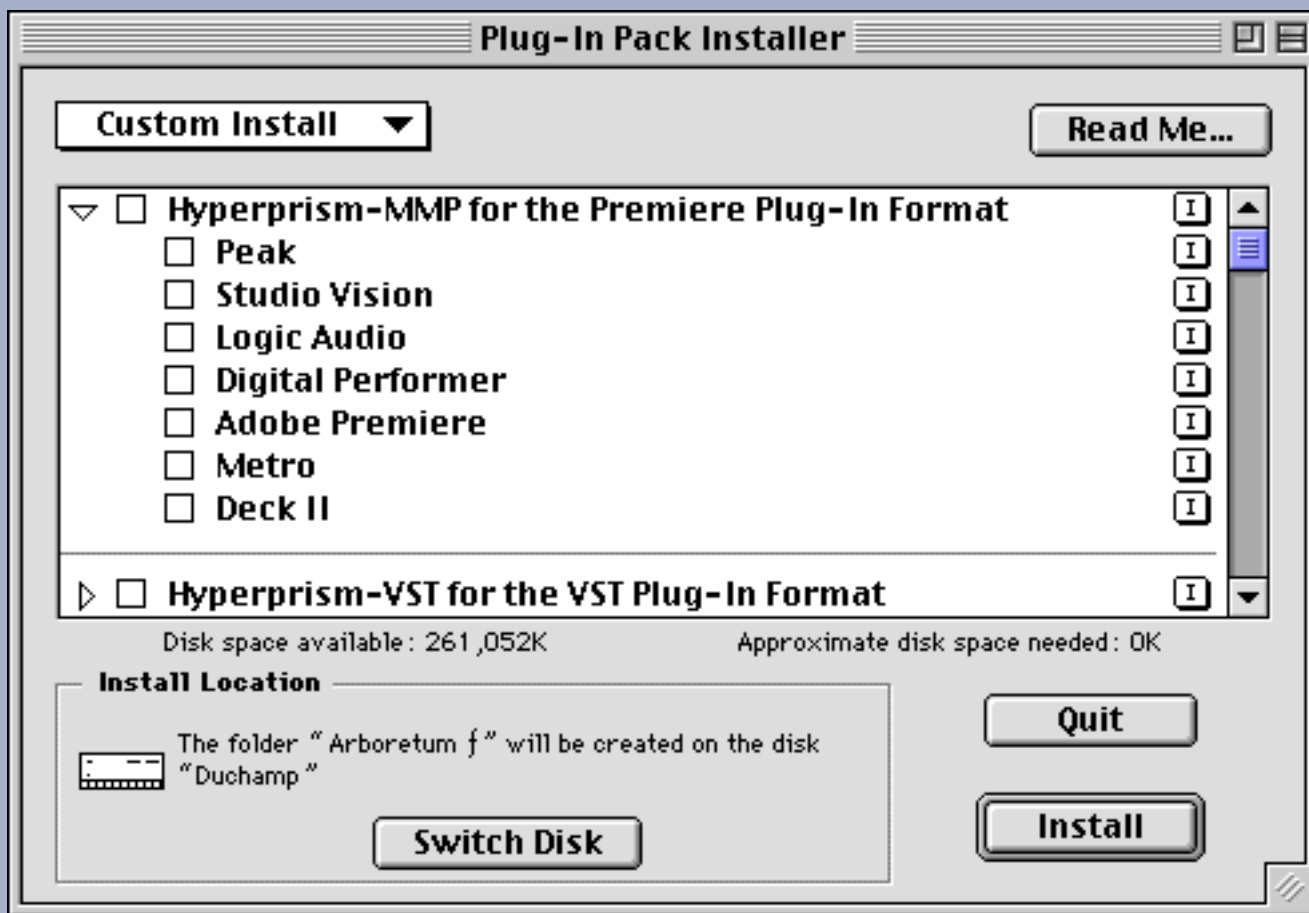 Plug-In Pack Installer
Custom Install
Read Me...
Hyperprism-MMP for the Premiere Plug-In Format I
Peak I
Studio Vision I
Logic Audio I
Digital Performer I
Adobe Premiere I
Metro I
Deck II I
Hyperprism-VST for the VST Plug-In Format I
Disk space available: 261,052K
Approximate disk space needed: 0K
Install Location
The folder "Arboretum ƒ" will be created on the disk
"Duchamp"
Switch Disk
Quit
Install